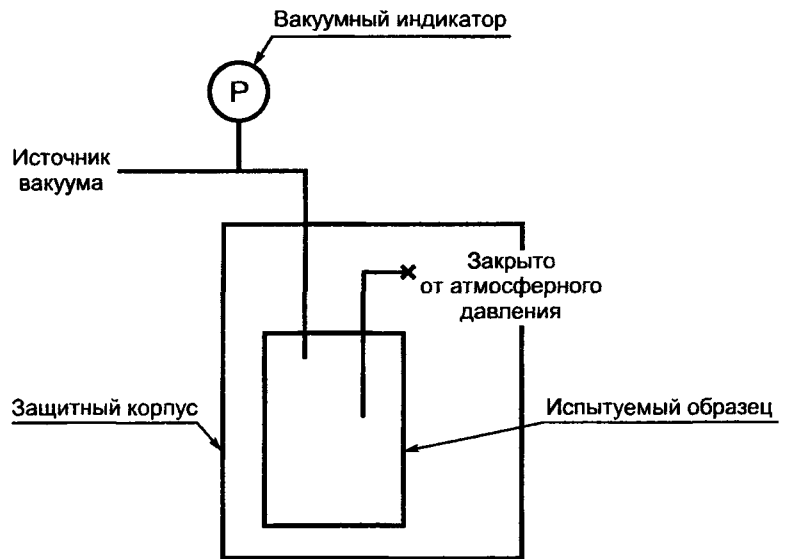 Вакуумный индикатор
P
Источник
вакуума
Закрыто
от атмосферного
давления
Защитный корпус
Испытуемый образец